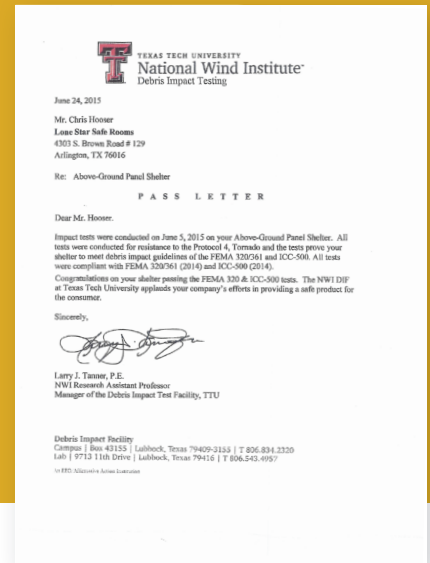 TEXAS TECH UNIVERSITY
National Wind Institute™
Debris Impact Testing
June 24, 2015
Mr. Chris Hooser
Lone Star Safe Rooms
4303 S. Brown Road # 129
Arlington, TX 76016
Re: Above-Ground Panel Shelter
PASS LETTER
Dear Mr. Hooser.
Impact tests were conducted on June 5, 2015 on your Above-Ground Panel Shelter. All
tests were conducted for resistance to the Protocol 4, Tornado and the tests prove your
shelter to meet debris impact guidelines of the FEMA 320/361 and ICC-500. All tests
were compliant with FEMA 320/361 (2014) and ICC-500 (2014).
Congratulations on your shelter passing the FEMA 320 & ICC-500 tests. The NWI DIF
at Texas Tech University applauds your company's efforts in providing a safe product for
the consumer.
Sincerely,
Larry J. Tanner, P.E.
NWI Research Assistant Professor
Manager of the Debris Impact Test Facility, TTU
Debris Impact Facility
Campus | Box 43155 | Lubbock, Texas 79409-3155 | T 806.834.2320
Lab | 9713 11th Drive | Lubbock, Texas 79416 | T 806.543.4957
An EEO/Affirmative Action Institution